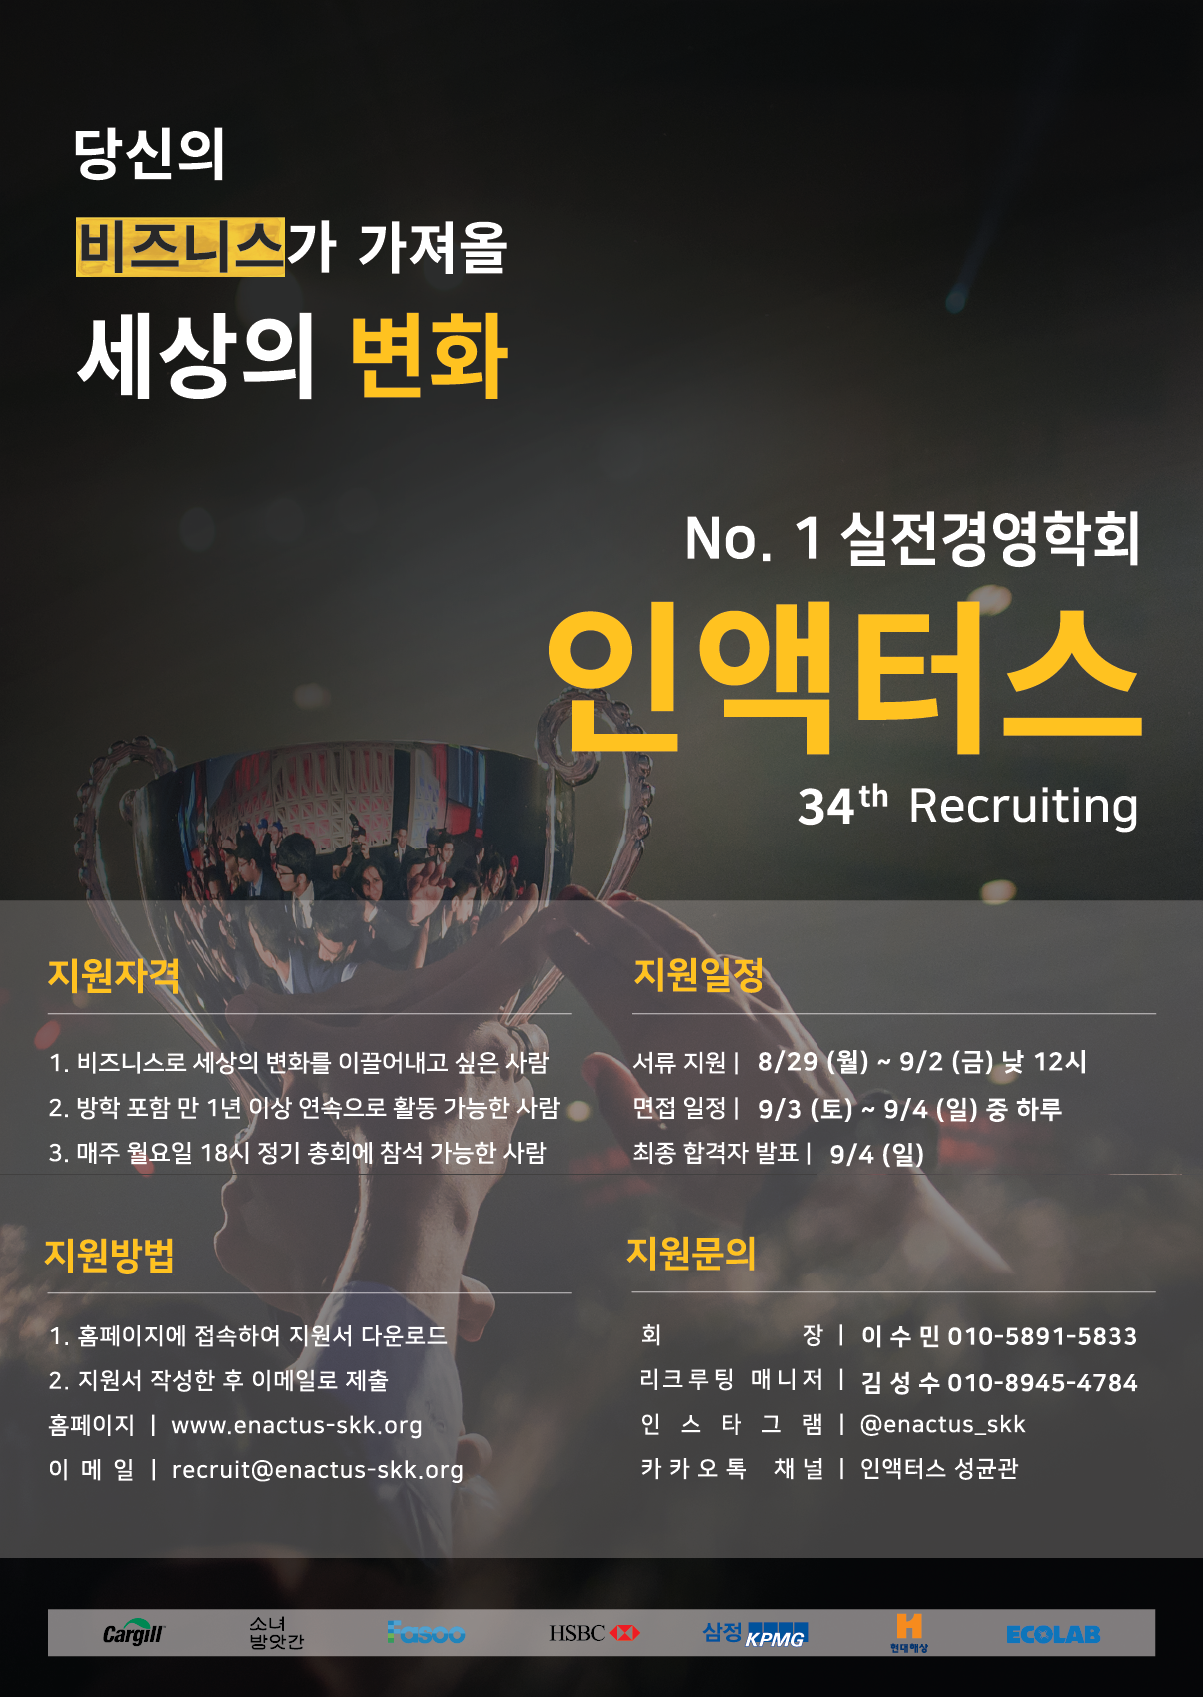 당신의
비즈니스가 가져올
세상의 변화
No. 1 실전경영학회
인액터스
34th Recruiting
지원자격
1. 비즈니스로 세상의 변화를 이끌어내고 싶은 사람
2. 방학 포함 만 1년 이상 연속으로 활동 가능한 사람
3. 매주 월요일 18시 정기 총회에 참석 가능한 사람
지원일정
서류 지원 | 8/29 (월) ~ 9/2 (금) 낮 12시
면접 일정 | 9/3 (토) ~ 9/4 (일) 중 하루
최종 합격자 발표 | 9/4 (일)
지원방법
1. 홈페이지에 접속하여 지원서 다운로드
2. 지원서 작성한 후 이메일로 제출
홈페이지 | www.enactus-skk.org
이 메 일 | recruit@enactus-skk.org
지원문의
회 장 | 이 수 민 010-5891-5833
리크루팅 매니저 | 김 성 수 010-8945-4784
인 스 타 그 램 | @enactus_skk
카 카 오 톡 채 널 | 인액터스 성균관
Cargill
소녀
방앗간
Fasoo
HSBC
삼정 KPMG
현대해상
ECOLAB